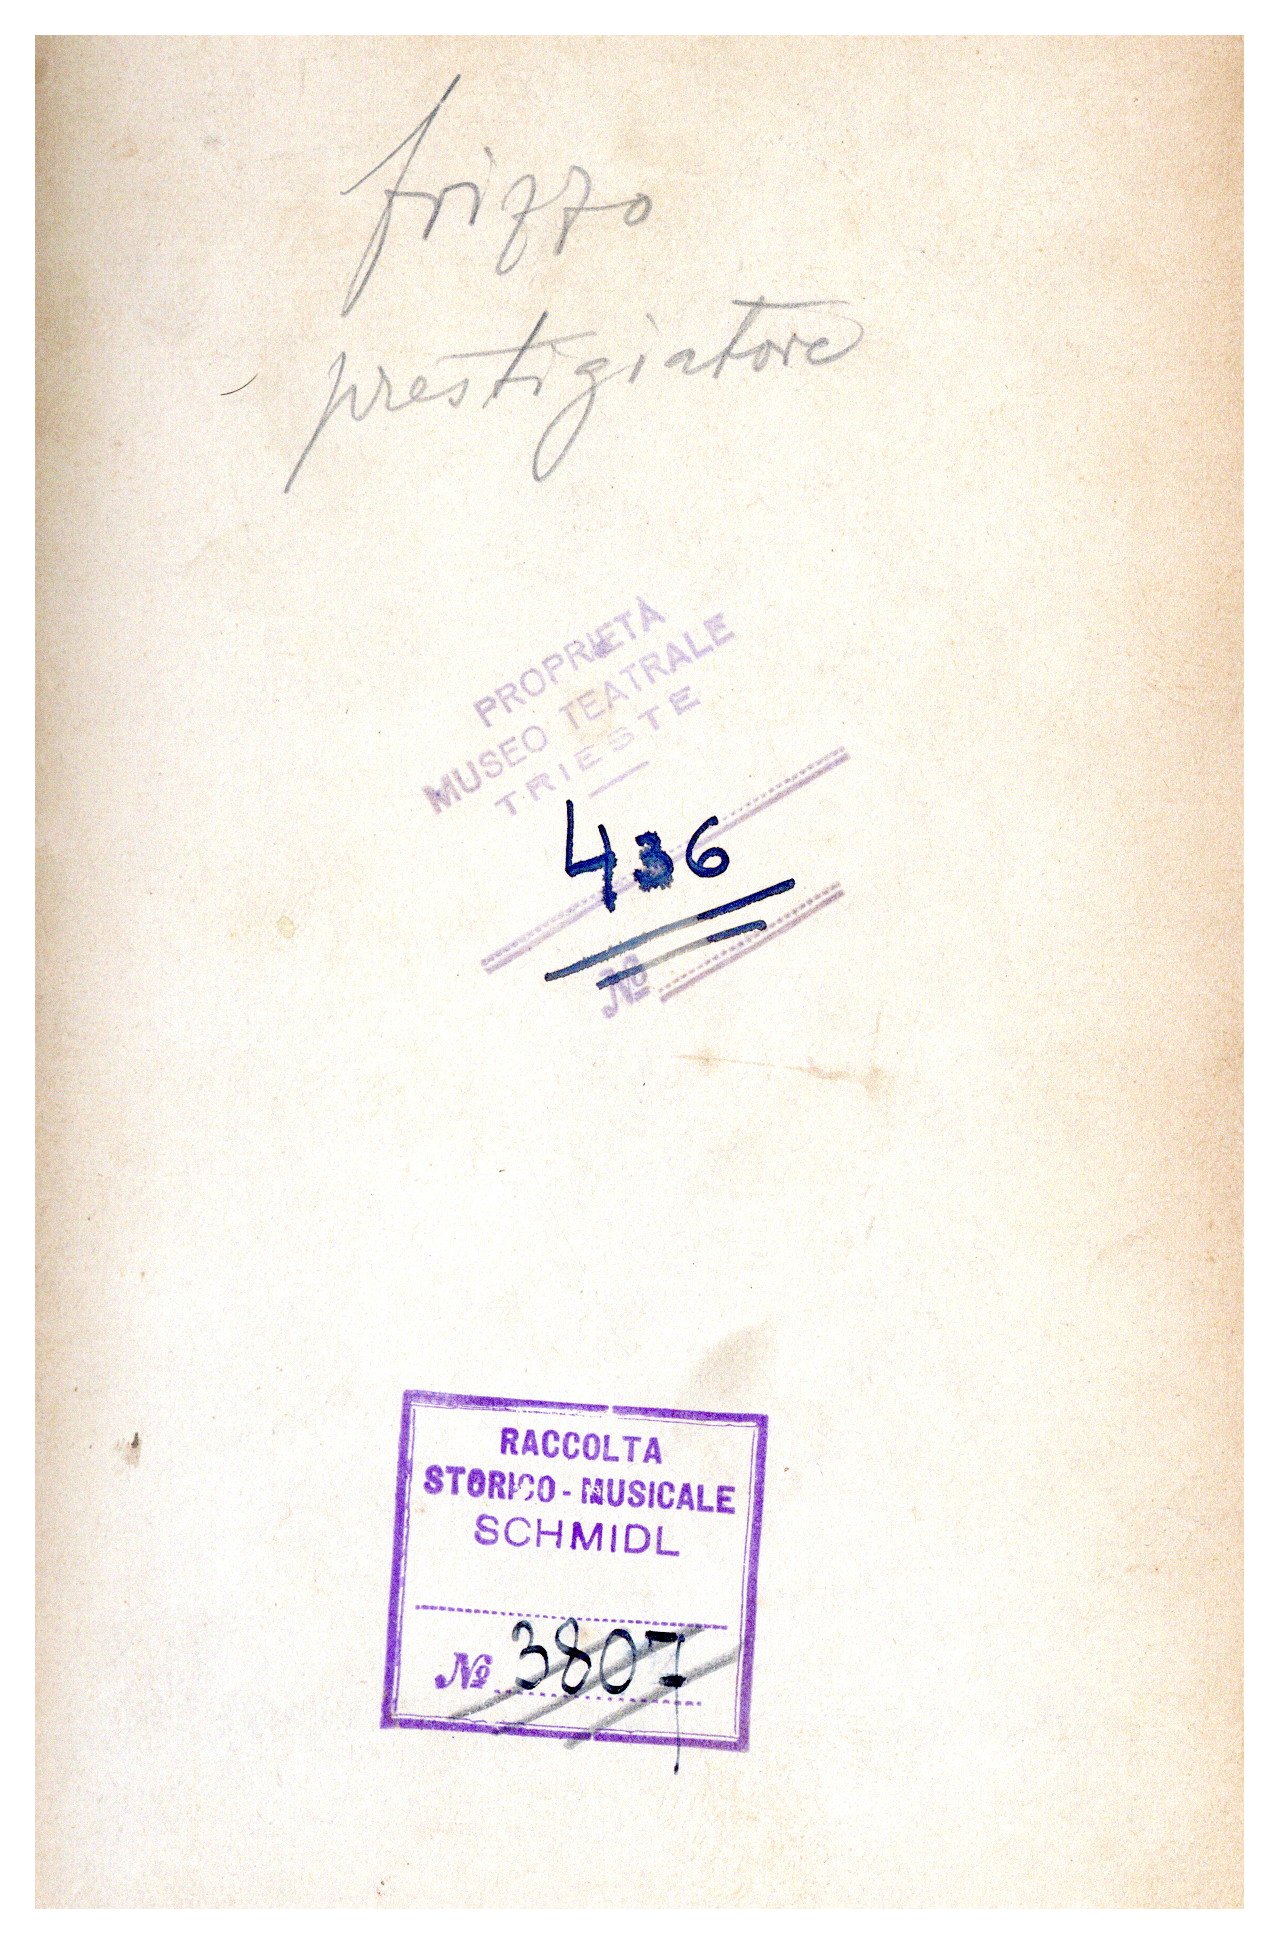 frizzo
prestigiatore
PROPRIETÀ
MUSEO TEATRALE
TRIESTE
436
№
RACCOLTA
STORICO - MUSICALE
SCHMIDL
№ 3807